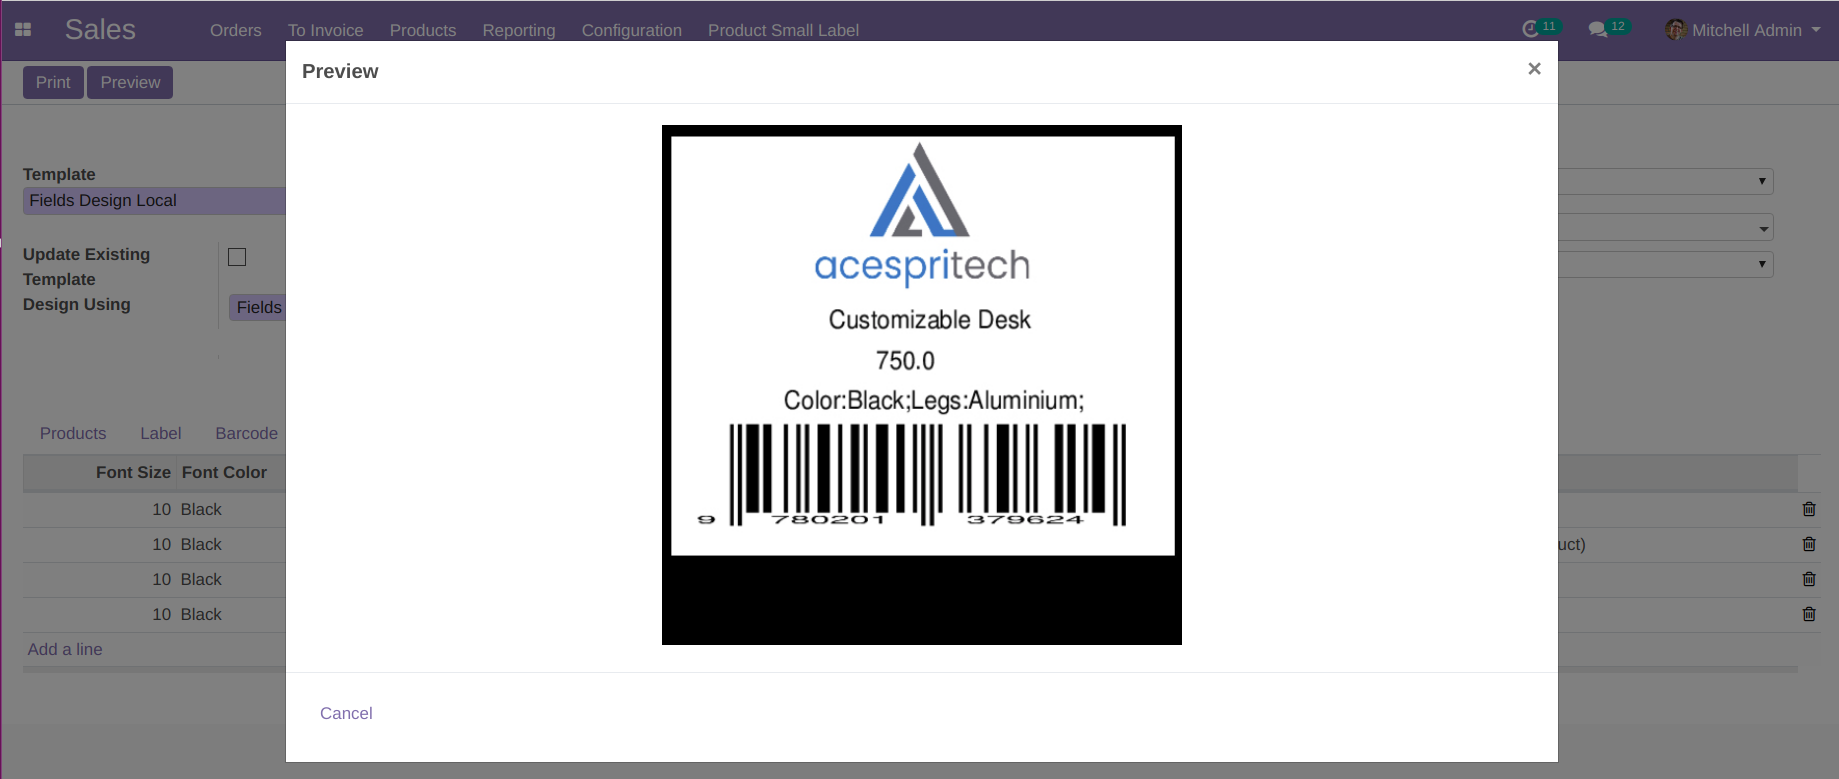 Sales Orders To Invoice Products Reporting Configuration Product Small Label 11 12 Mitchell Admin
Print Preview
Preview ×
Template
Fields Design Local
Update Existing
Template
Design Using
Fields
acespritech
Customizable Desk
750.0
Color:Black;Legs:Aluminium;
9 780201 379624
Products Label Barcode
Font Size Font Color
10 Black
10 Black
uct)
10 Black
10 Black
Add a line
Cancel